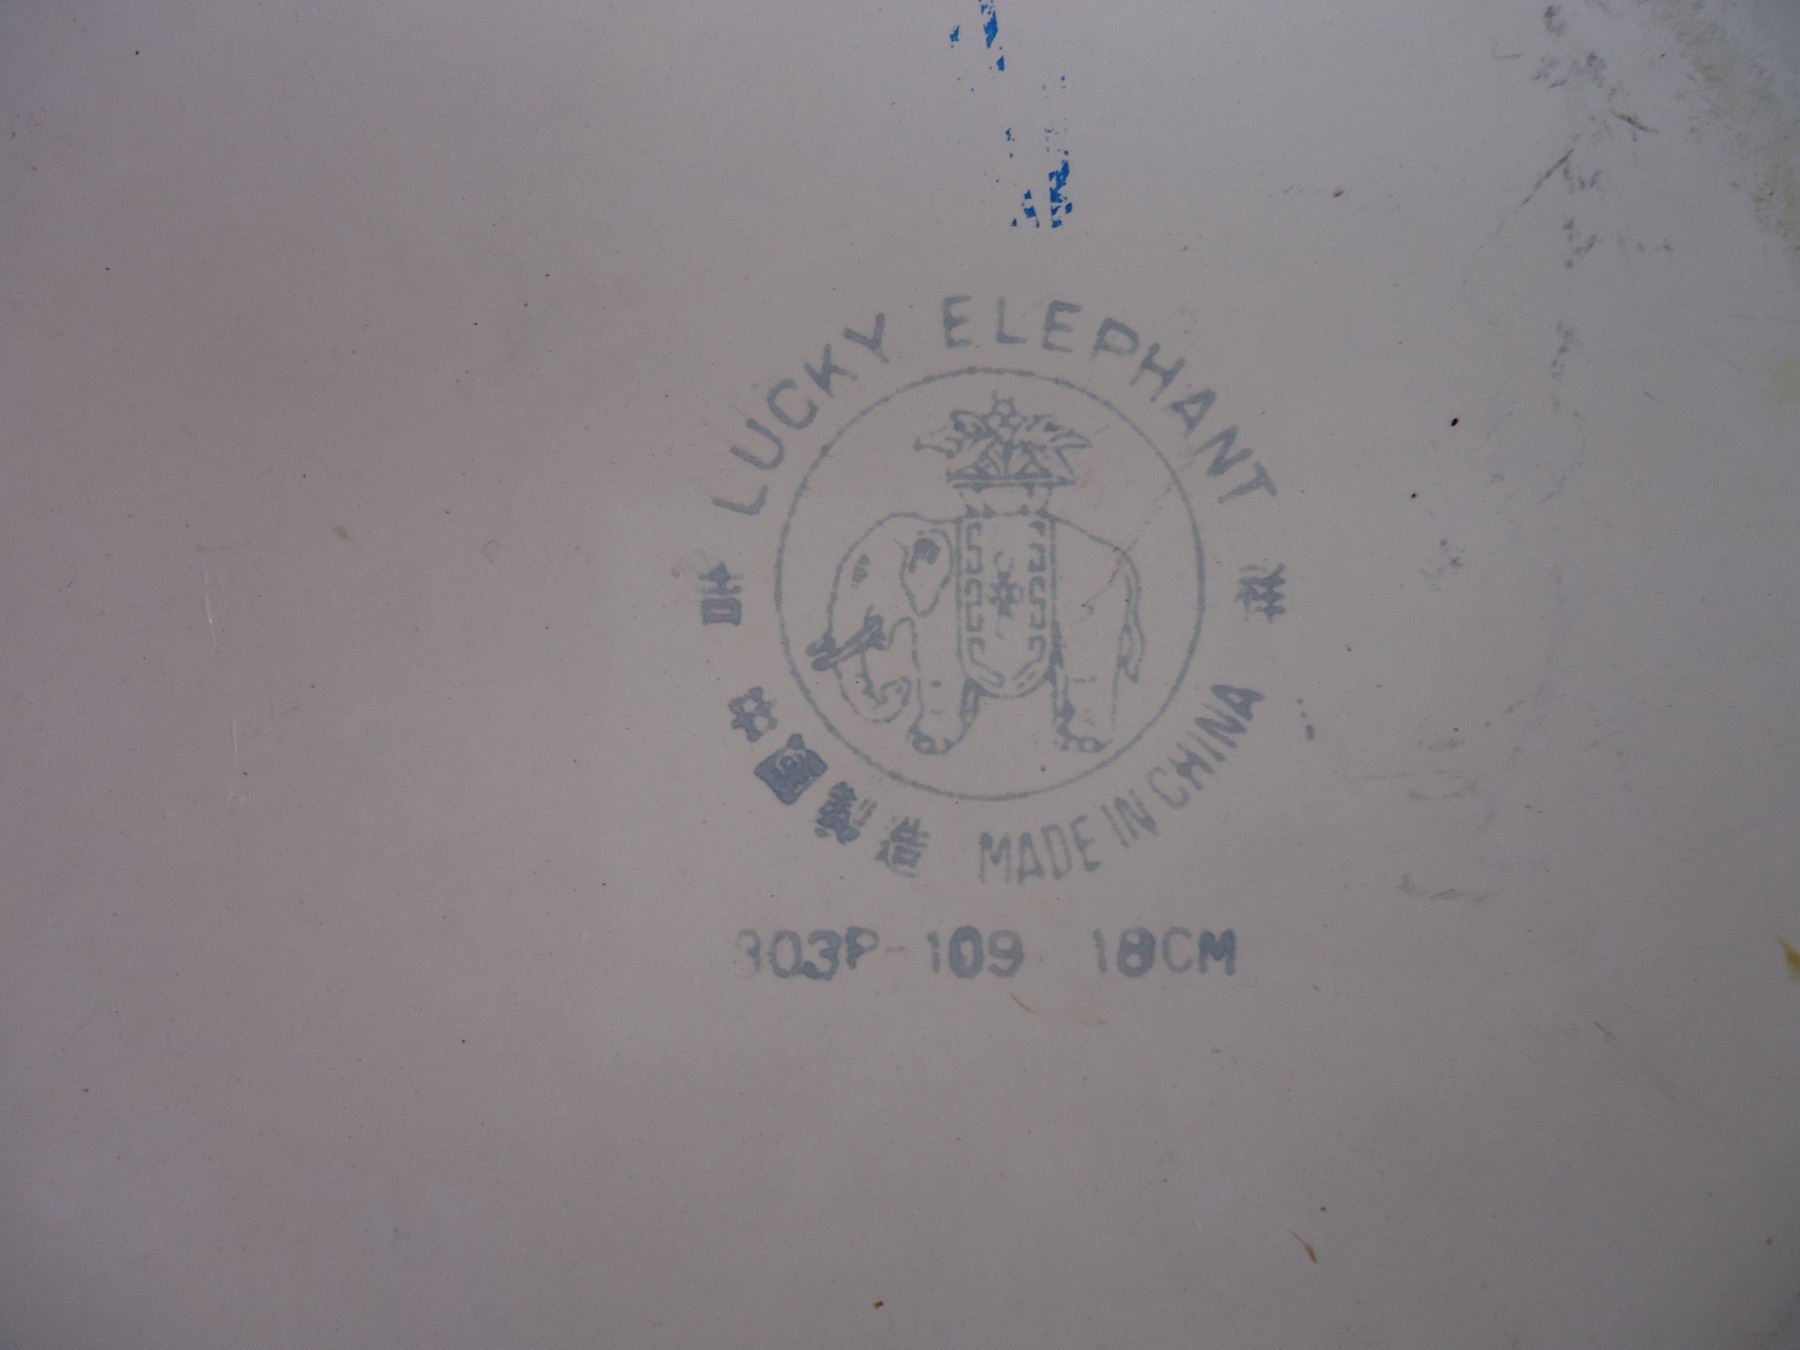 LUCKY ELEPHANT
吉 祥
中國製造 MADE IN CHINA
303P-109 18CM